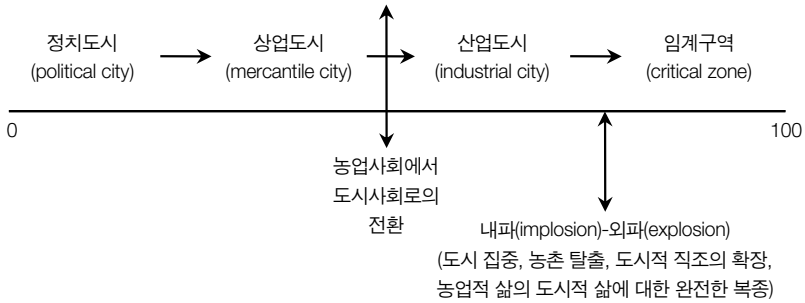 정치도시 상업도시 산업도시 임계구역
(political city) (mercantile city) (industrial city) (critical zone)
0 100
농업사회에서
도시사회로의
전환
내파(implosion)-외파(explosion)
(도시 집중, 농촌 탈출, 도시적 직조의 확장,
농업적 삶의 도시적 삶에 대한 완전한 복종)